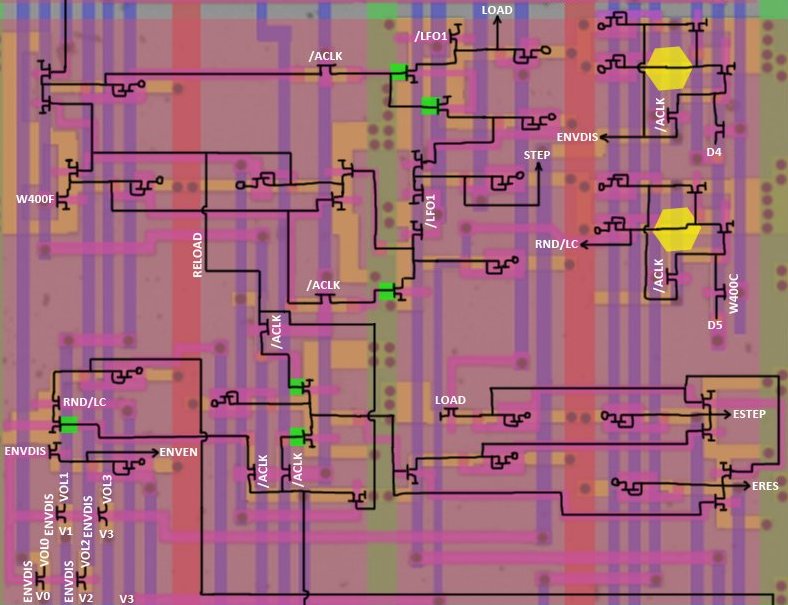 LOAD
/LFO1
/ACLK
/ACLK
ENVDIS
D4
STEP
W400F
/LFO1
RND/LC
RELOAD
/ACLK
/ACLK
W400C
D5
/ACLK
RND/LC
LOAD
ESTEP
ENVDIS
ENVEN
/ACLK
/ACLK
ERES
ENVDIS
VOL1
ENVDIS
VOL3
V1
V3
ENVDIS
VOL0
ENVDIS
VOL2
V0
V2
V3